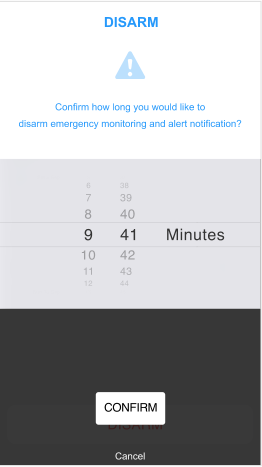 DISARM
Confirm how long you would like to
disarm emergency monitoring and alert notification?
6 38
7 39
8 40
9 41 Minutes
10 42
11 43
12 44
CONFIRM
DISARM
Cancel